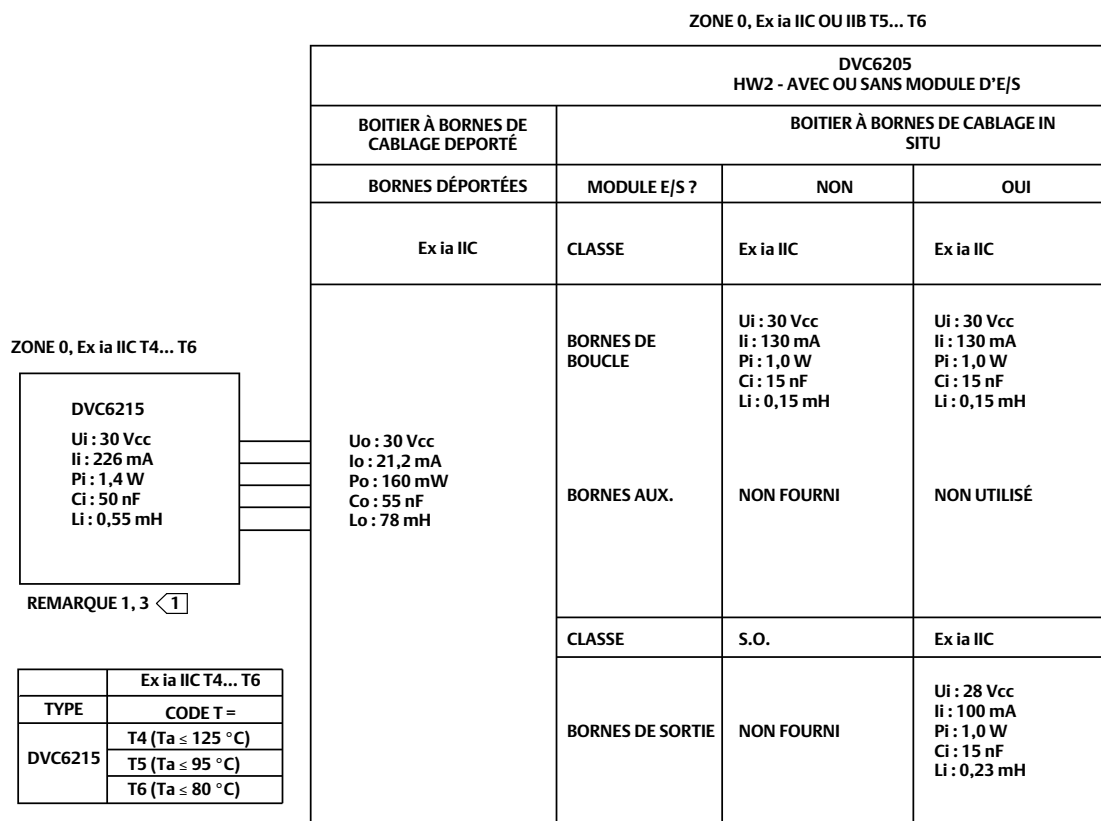 ZONE 0, Ex ia IIC OU IIB T5... T6
DVC6205
HW2 - AVEC OU SANS MODULE D'E/S
BOITIER À BORNES DE
CABLAGE DEPORTÉ
BOITIER À BORNES DE CABLAGE IN
SITU
BORNES DÉPORTÉES
MODULE E/S ?
NON
OUI
Ex ia IIC
CLASSE
Ex ia IIC
Ex ia IIC
ZONE 0, Ex ia IIC T4... T6
DVC6215
Ui : 30 Vcc
Ii : 226 mA
Pi : 1,4 W
Ci : 50 nF
Li : 0,55 mH
REMARQUE 1, 3 1
Uo : 30 Vcc
Io : 21,2 mA
Po : 160 mW
Co : 55 nF
Lo : 78 mH
BORNES DE
BOUCLE
Ui : 30 Vcc
Ii : 130 mA
Pi : 1,0 W
Ci : 15 nF
Li : 0,15 mH
Ui : 30 Vcc
Ii : 130 mA
Pi : 1,0 W
Ci : 15 nF
Li : 0,15 mH
BORNES AUX.
NON FOURNI
NON UTILISÉ
CLASSE
S.O.
Ex ia IIC
BORNES DE SORTIE
NON FOURNI
Ui : 28 Vcc
Ii : 100 mA
Pi : 1,0 W
Ci : 15 nF
Li : 0,23 mH
Ex ia IIC T4... T6
TYPE
CODE T =
DVC6215
T4 (Ta ≤ 125 °C)
T5 (Ta ≤ 95 °C)
T6 (Ta ≤ 80 °C)